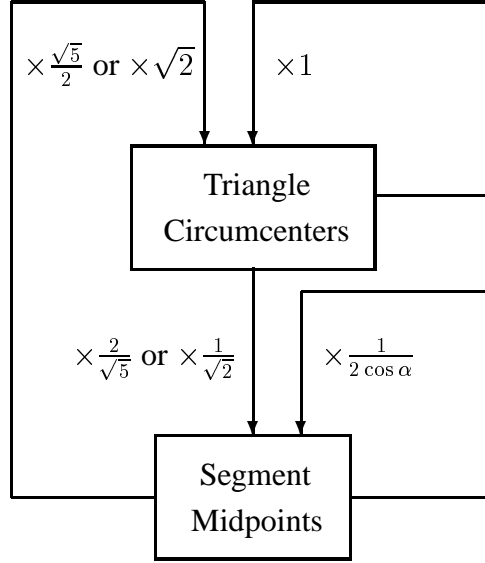 ×√5/2 or ×√2
×1
Triangle
Circumcenters
×2/√5 or ×1/√2
×1/(2 cos α)
Segment
Midpoints